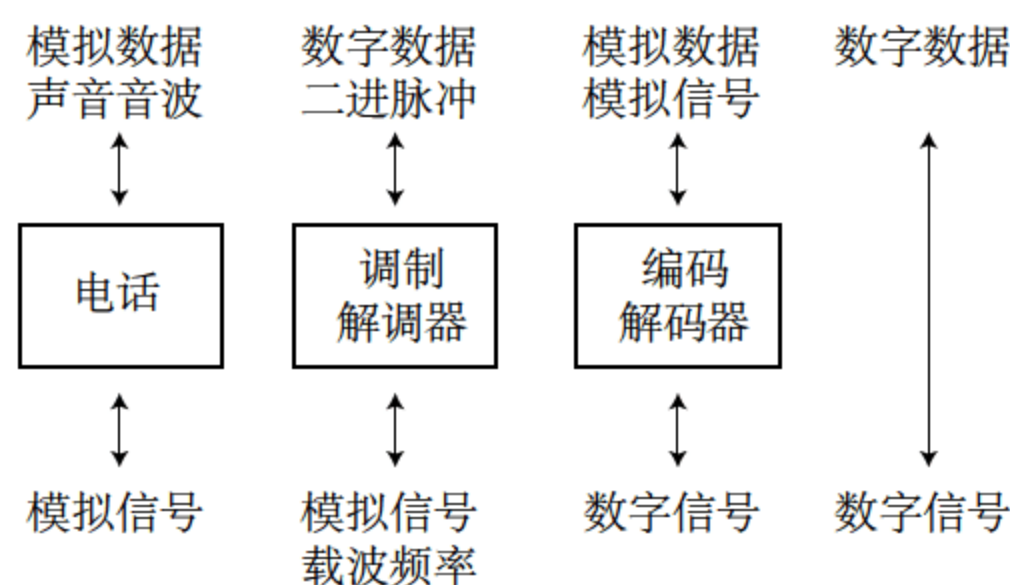 模拟数据
声音音波
电话
模拟信号
数字数据
二进脉冲
调制
解调器
模拟信号
载波频率
模拟数据
模拟信号
编码
解码器
数字信号
数字数据
数字信号